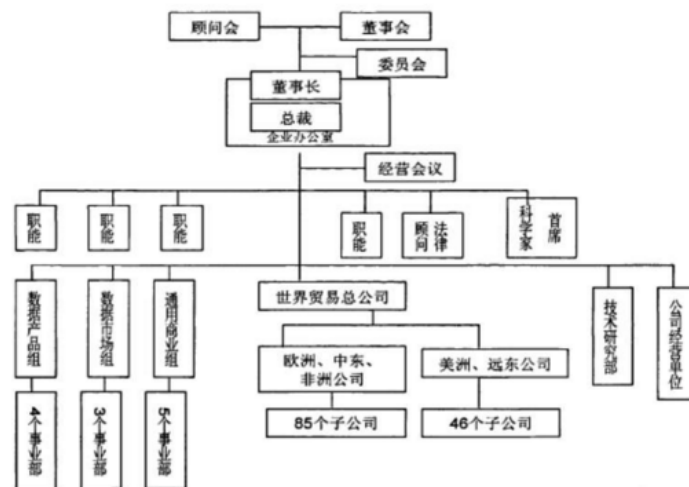 顾问会
董事会
委员会
董事长
总裁
企业办公室
经营会议
职能
职能
职能
职能
法律
顾问
首席
科学家
数据产品组
数据市场组
通用商业组
世界贸易总公司
技术研究部
公司经营单位
欧洲、中东、
非洲公司
美洲、远东公司
4个事业部
3个事业部
5个事业部
85个子公司
46个子公司